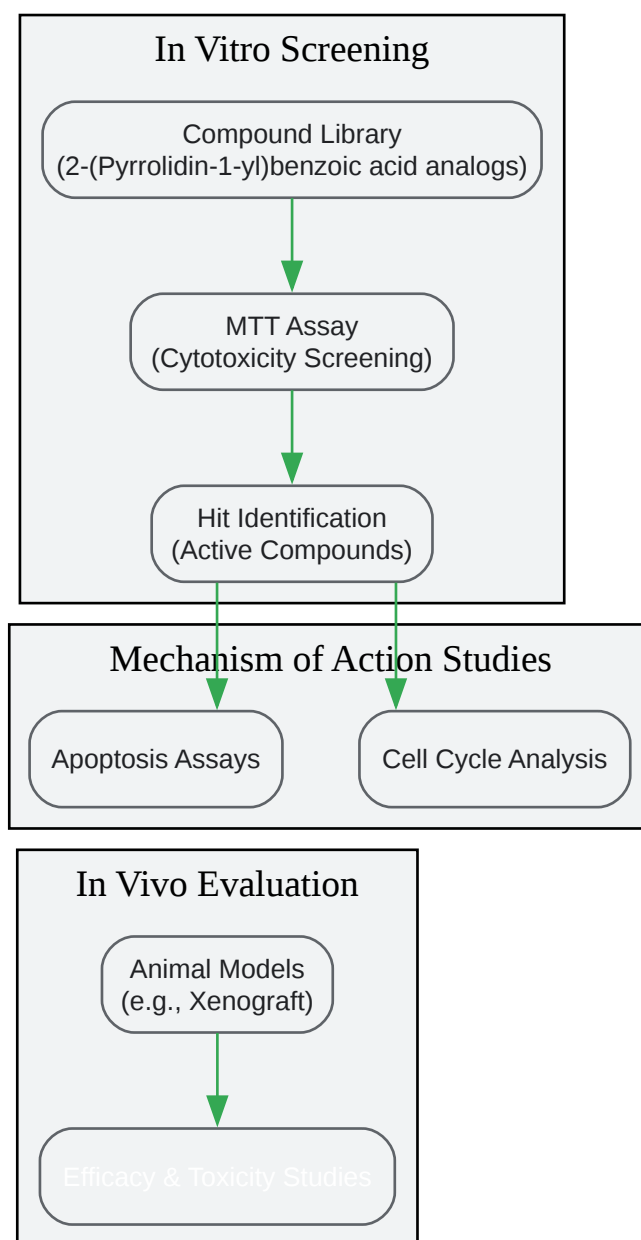 In Vitro Screening
Compound Library
(2-(Pyrrolidin-1-yl)benzoic acid analogs)
MTT Assay
(Cytotoxicity Screening)
Hit Identification
(Active Compounds)
Mechanism of Action Studies
Apoptosis Assays
Cell Cycle Analysis
In Vivo Evaluation
Animal Models
(e.g., Xenograft)
Efficacy & Toxicity Studies